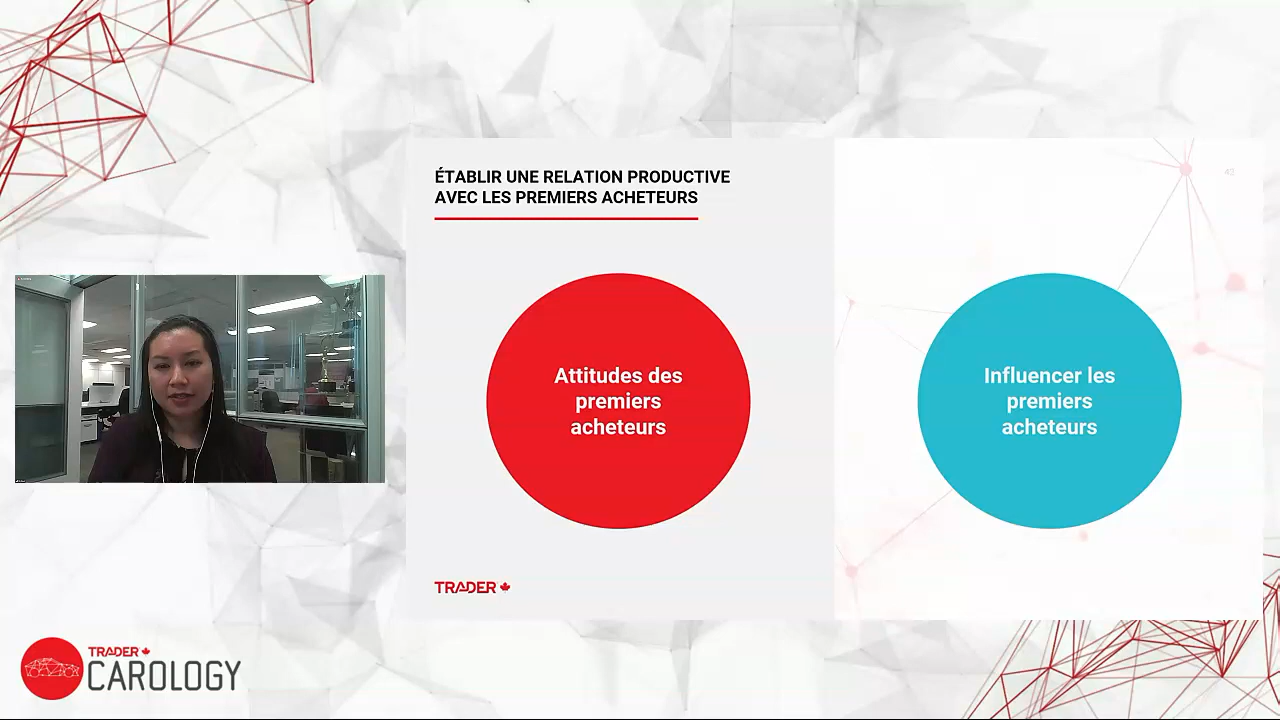 ÉTABLIR UNE RELATION PRODUCTIVE
AVEC LES PREMIERS ACHETEURS
43
Attitudes des
premiers
acheteurs
Influencer les
premiers
acheteurs
TRADER
TRADER
CAROLOGY